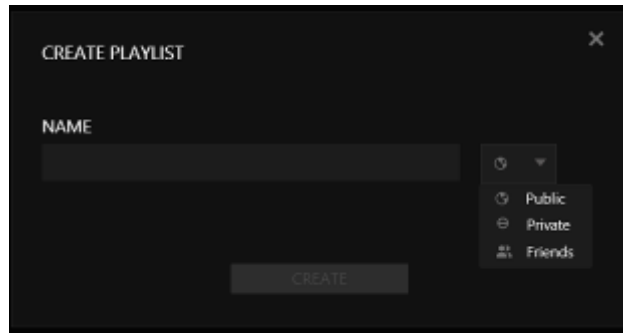 CREATE PLAYLIST
NAME
Public
Private
Friends
CREATE